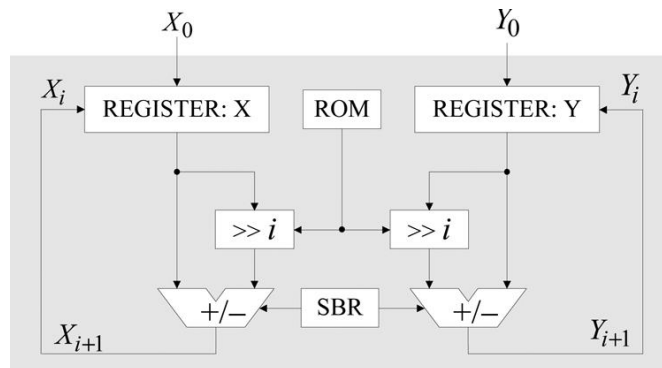 X₀ Y₀
Xᵢ Yᵢ
REGISTER: X ROM REGISTER: Y
>> i >> i
+/− SBR +/−
Xᵢ₊₁ Yᵢ₊₁